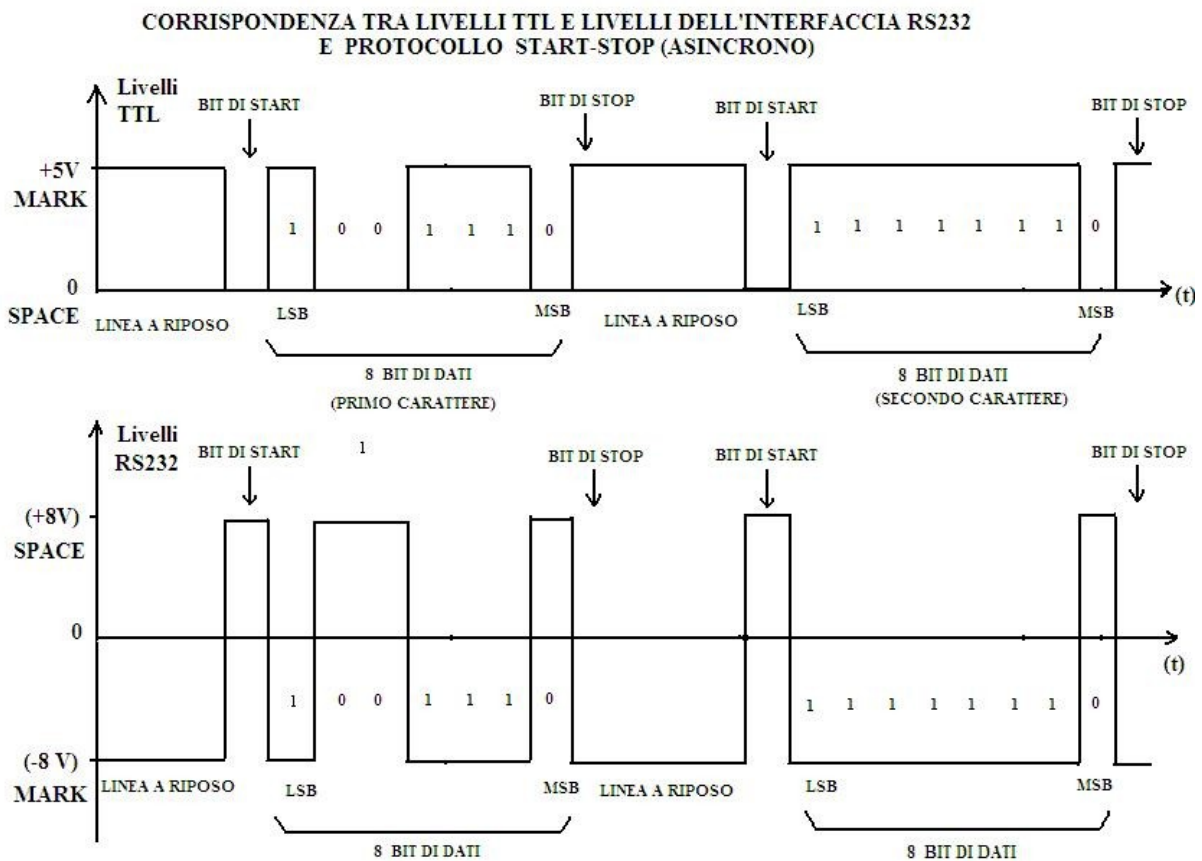 CORRISPONDENZA TRA LIVELLI TTL E LIVELLI DELL'INTERFACCIA RS232
E PROTOCOLLO START-STOP (ASINCRONO)
Livelli
TTL
BIT DI START
BIT DI STOP
BIT DI START
BIT DI STOP
+5V
MARK
1 0 0 1 1 1 0
1 1 1 1 1 1 1 0
0
SPACE
(t)
LINEA A RIPOSO
LSB
MSB
LINEA A RIPOSO
LSB
MSB
8 BIT DI DATI
(PRIMO CARATTERE)
8 BIT DI DATI
(SECONDO CARATTERE)
Livelli
RS232
BIT DI START
1
BIT DI STOP
BIT DI START
BIT DI STOP
(+8V)
SPACE
0
(t)
1 0 0 1 1 1 0
1 1 1 1 1 1 1 0
(-8 V)
MARK
LINEA A RIPOSO
LSB
MSB
LINEA A RIPOSO
LSB
MSB
8 BIT DI DATI
8 BIT DI DATI